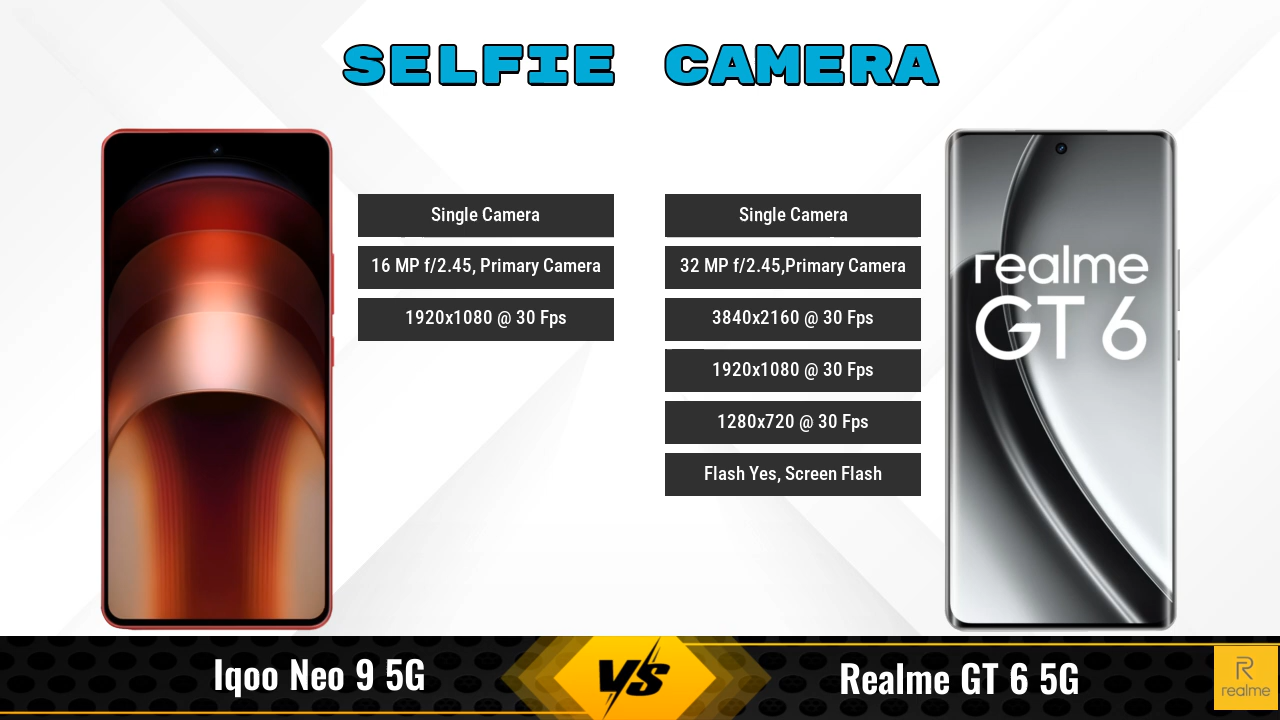 SELFIE CAMERA
Single Camera
16 MP f/2.45, Primary Camera
1920x1080 @ 30 Fps
Single Camera
32 MP f/2.45,Primary Camera
3840x2160 @ 30 Fps
1920x1080 @ 30 Fps
1280x720 @ 30 Fps
Flash Yes, Screen Flash
realme
GT 6
Iqoo Neo 9 5G
VS
Realme GT 6 5G
R
realme